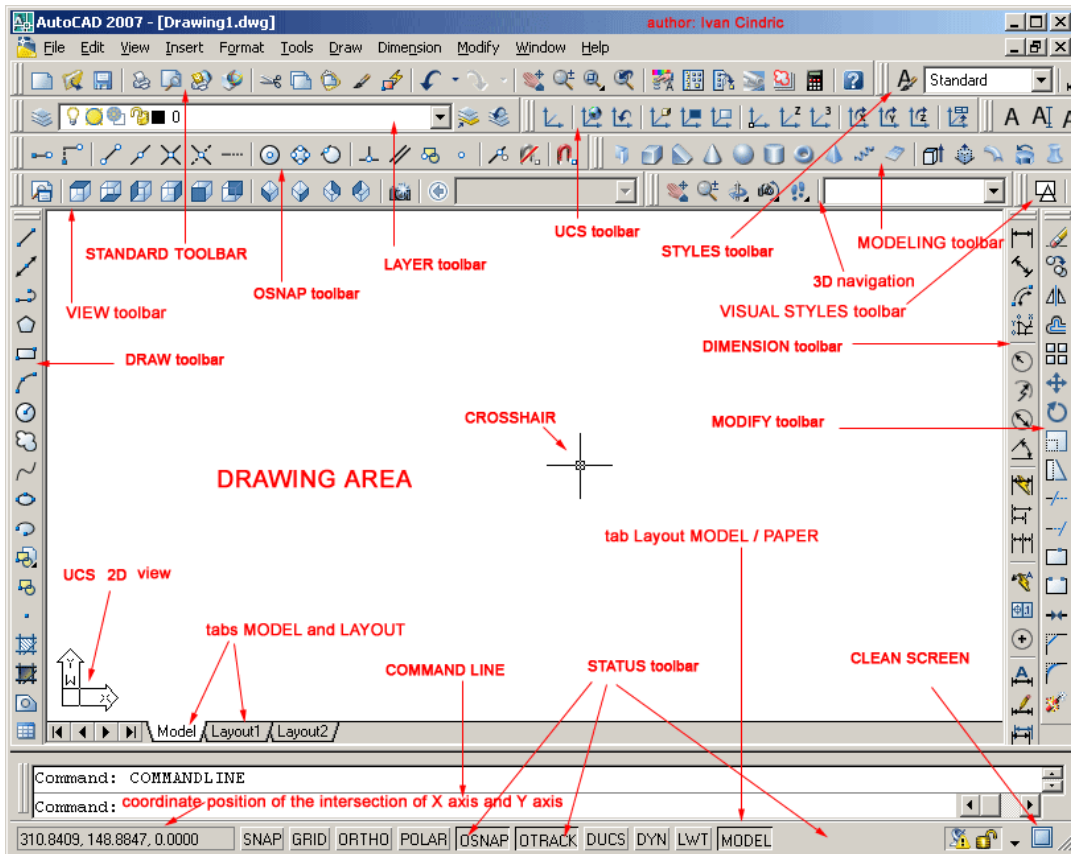 AutoCAD 2007 - [Drawing1.dwg]
author: Ivan Cindric
File Edit View Insert Format Tools Draw Dimension Modify Window Help
Standard
0
STANDARD TOOLBAR
LAYER toolbar
UCS toolbar
STYLES toolbar
MODELING toolbar
OSNAP toolbar
3D navigation
VIEW toolbar
VISUAL STYLES toolbar
DRAW toolbar
DIMENSION toolbar
CROSSHAIR
MODIFY toolbar
DRAWING AREA
tab Layout MODEL / PAPER
UCS 2D view
tabs MODEL and LAYOUT
COMMAND LINE
STATUS toolbar
CLEAN SCREEN
Y
W
X
Model Layout1 Layout2
Command: COMMANDLINE
Command: coordinate position of the intersection of X axis and Y axis
310.8409, 148.8847, 0.0000 SNAP GRID ORTHO POLAR OSNAP OTRACK DUCS DYN LWT MODEL